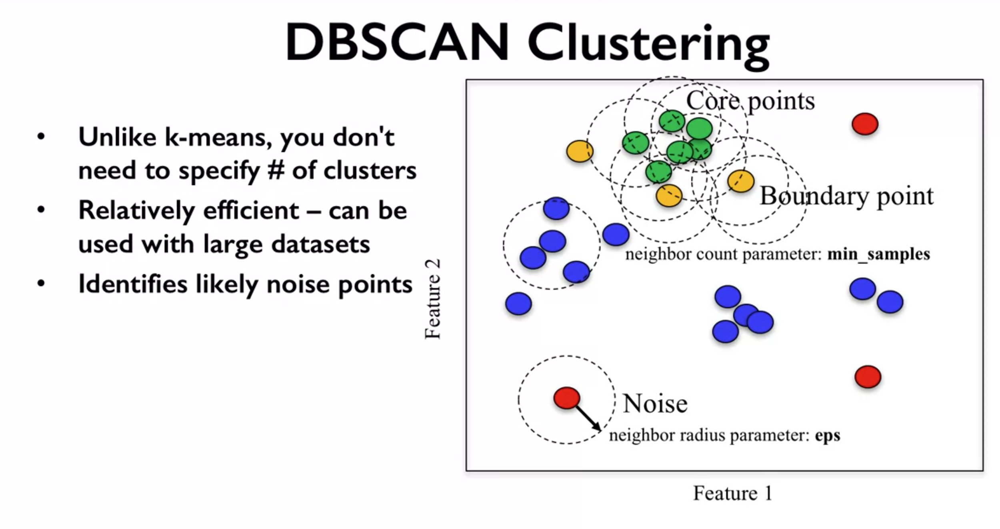 DBSCAN Clustering
• Unlike k-means, you don't
need to specify # of clusters
• Relatively efficient – can be
used with large datasets
• Identifies likely noise points
Core points
Boundary point
neighbor count parameter: min_samples
Feature 2
Noise
neighbor radius parameter: eps
Feature 1